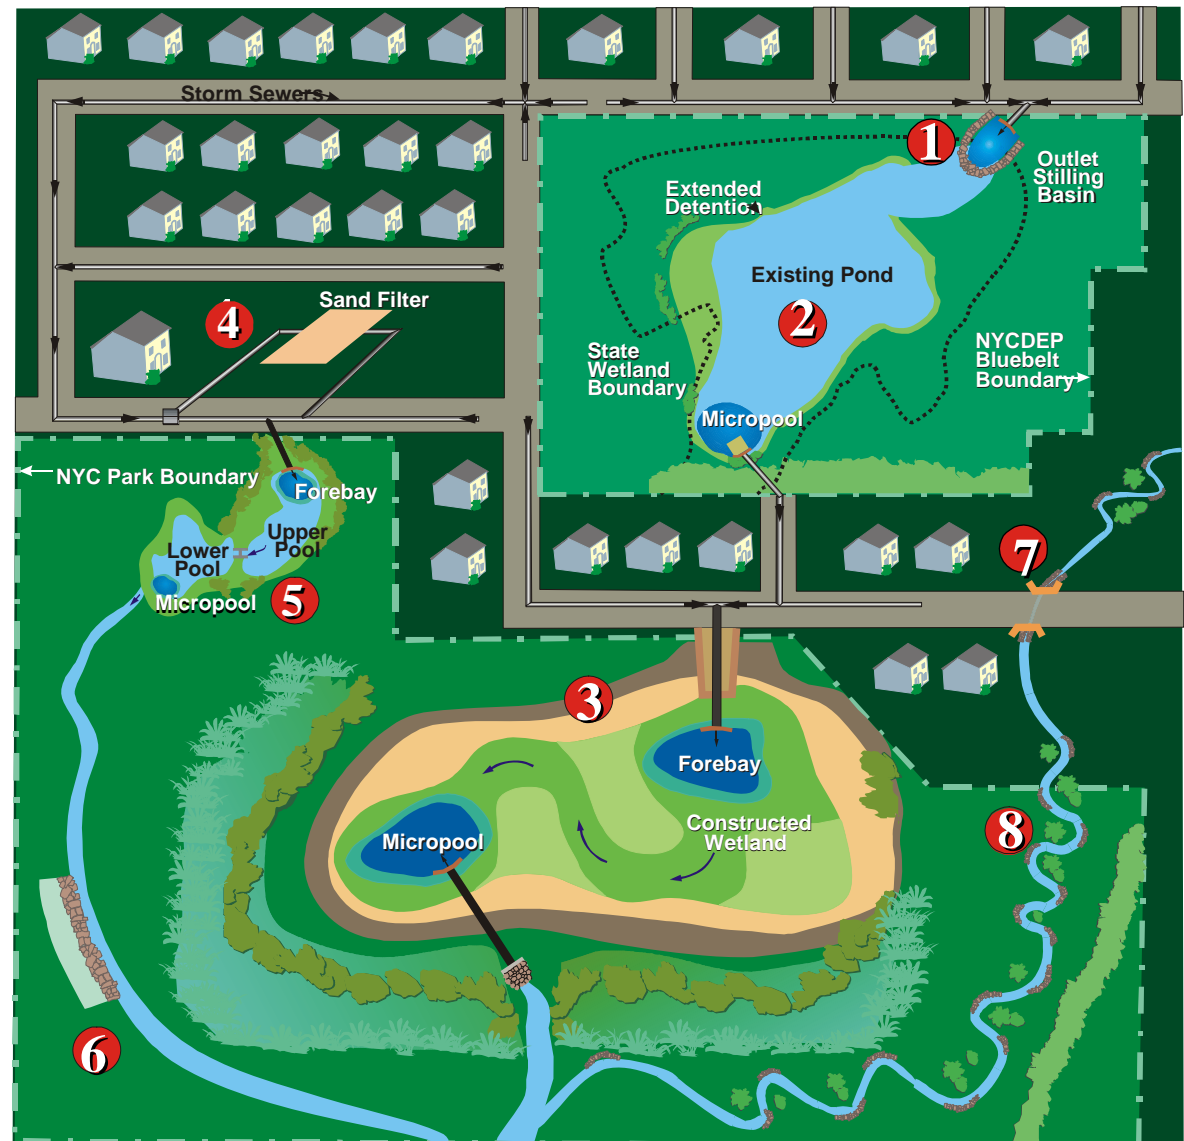 Storm Sewers
1
Outlet
Stilling
Basin
Extended
Detention
Existing Pond
2
Sand Filter
4
State
Wetland
Boundary
NYCDEP
Bluebelt
Boundary
Micropool
NYC Park Boundary
Forebay
Upper
Pool
Lower
Pool
Micropool
5
7
3
Forebay
Constructed
Wetland
Micropool
8
6